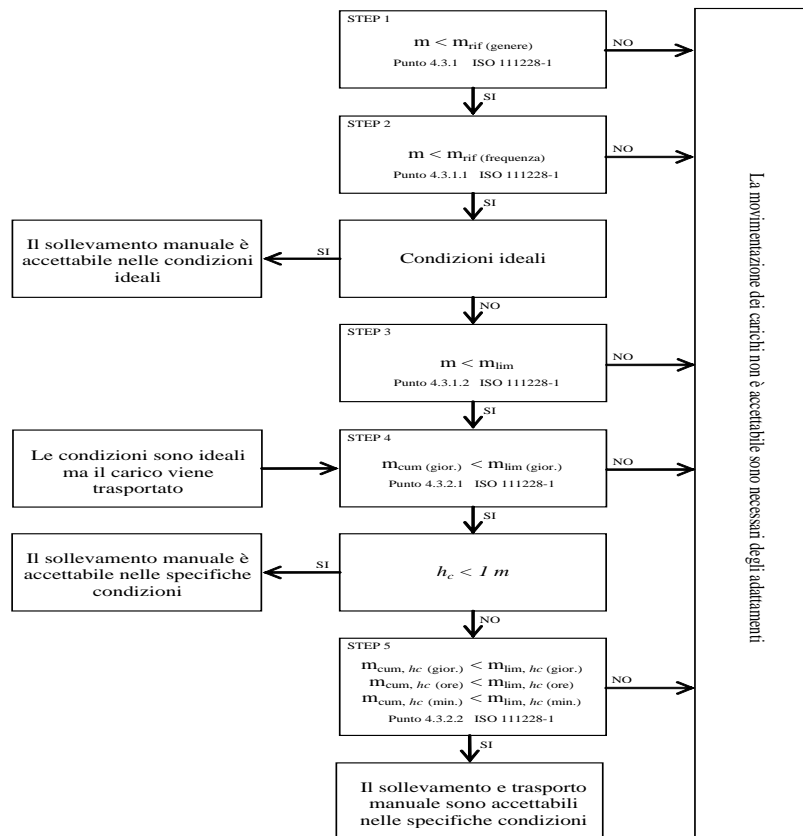 STEP 1
m < mrif (genere)
Punto 4.3.1 ISO 111228-1
NO
SI
STEP 2
m < mrif (frequenza)
Punto 4.3.1.1 ISO 111228-1
NO
SI
Il sollevamento manuale è
accettabile nelle condizioni
ideali
SI
Condizioni ideali
NO
STEP 3
m < mlim
Punto 4.3.1.2 ISO 111228-1
NO
SI
Le condizioni sono ideali
ma il carico viene
trasportato
STEP 4
mcum (gior.) < mlim (gior.)
Punto 4.3.2.1 ISO 111228-1
NO
SI
Il sollevamento manuale è
accettabile nelle specifiche
condizioni
SI
hc < 1 m
NO
STEP 5
mcum, hc (gior.) < mlim, hc (gior.)
mcum, hc (ore) < mlim, hc (ore)
mcum, hc (min.) < mlim, hc (min.)
Punto 4.3.2.2 ISO 111228-1
NO
SI
Il sollevamento e trasporto
manuale sono accettabili
nelle specifiche condizioni
La movimentazione dei carichi non è accettabile sono necessari degli adattamenti